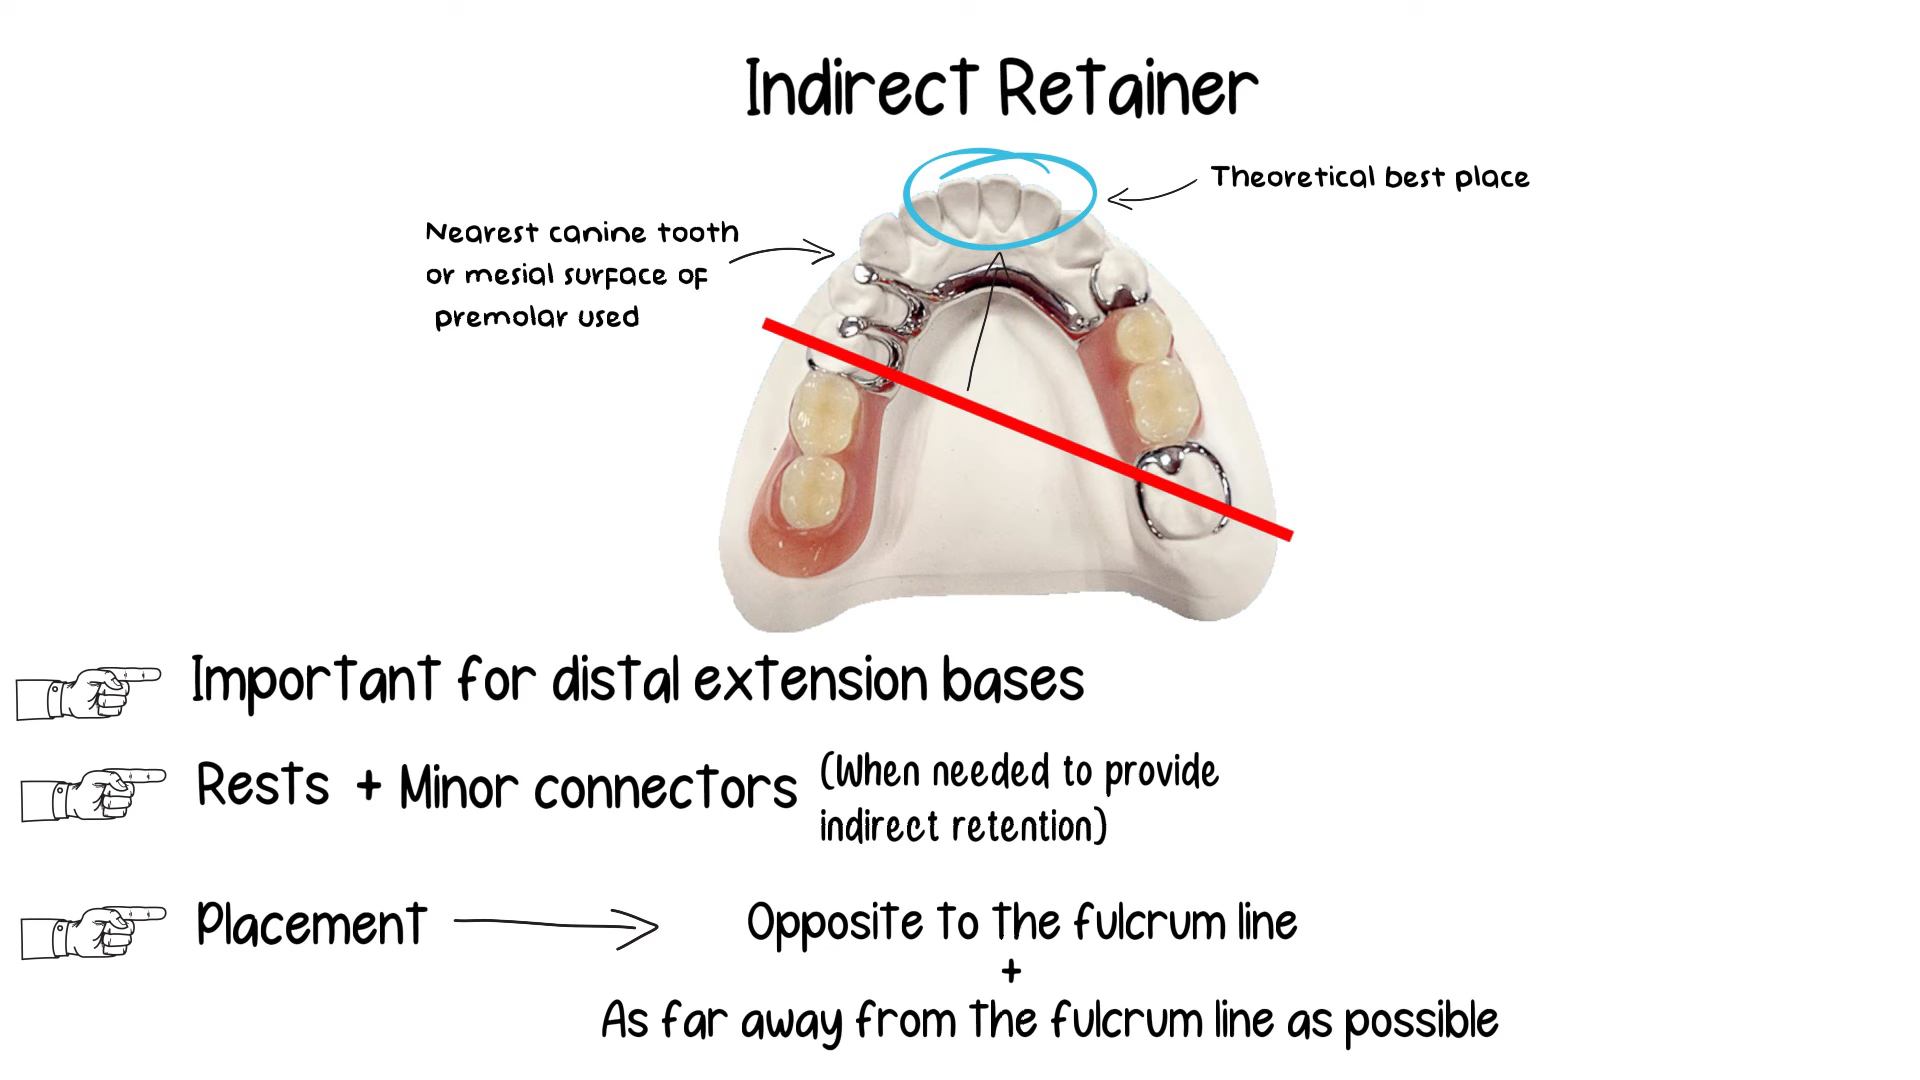 Indirect Retainer
Theoretical best place
Nearest canine tooth
or mesial surface of
premolar used
Important for distal extension bases
Rests + Minor connectors (When needed to provide
indirect retention)
Placement
Opposite to the fulcrum line
+
As far away from the fulcrum line as possible